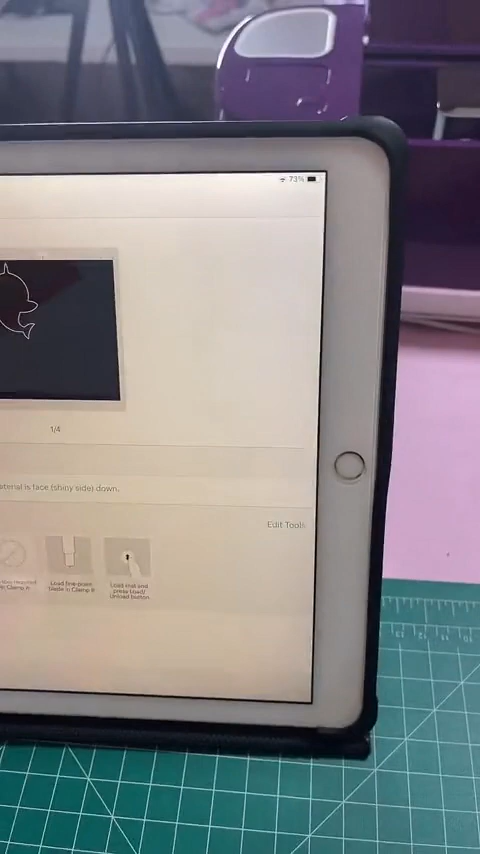 73%
1/4
aterial is face (shiny side) down.
Edit Tools
Load fine-point
blade in Clamp B
Load mat and
press Load/
Unload button